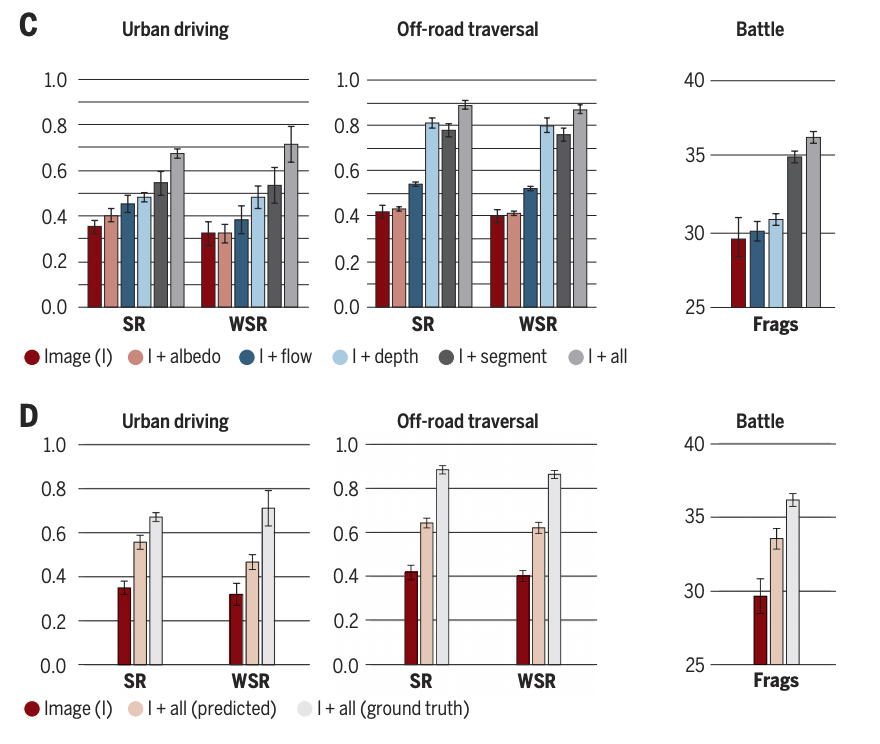 C
Urban driving Off-road traversal Battle
1.0 1.0 40
0.8 0.8 35
0.6 0.6
0.4 0.4 30
0.2 0.2
0.0 0.0 25
SR WSR SR WSR Frags
Image (I) I + albedo I + flow I + depth I + segment I + all
D
Urban driving Off-road traversal Battle
1.0 1.0 40
0.8 0.8 35
0.6 0.6
0.4 0.4 30
0.2 0.2
0.0 0.0 25
SR WSR SR WSR Frags
Image (I) I + all (predicted) I + all (ground truth)